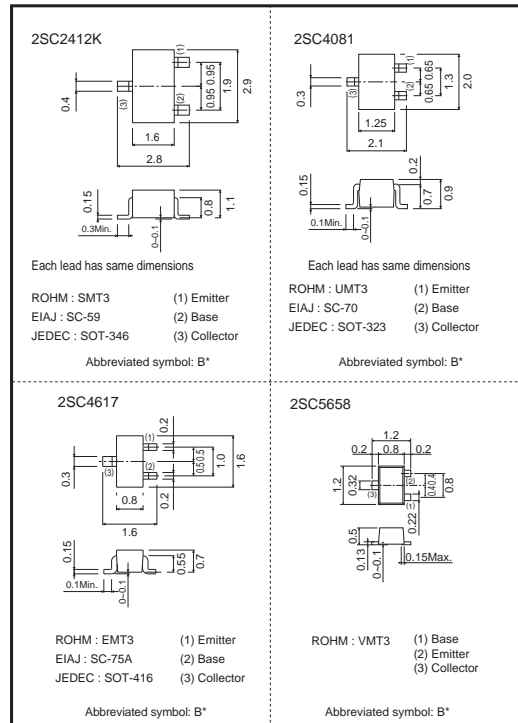 2SC2412K
(1)
(2)
(3)
0.4
0.95
0.95
1.9
2.9
1.6
2.8
0.15
0.3Min.
0~0.1
0.8
1.1
Each lead has same dimensions
ROHM : SMT3 (1) Emitter
EIAJ : SC-59 (2) Base
JEDEC : SOT-346 (3) Collector
Abbreviated symbol: B*
2SC4081
(1)
(2)
(3)
0.3
0.65
0.65
1.3
2.0
1.25
2.1
0.15
0.1Min.
0~0.1
0.2
0.7
0.9
Each lead has same dimensions
ROHM : UMT3 (1) Emitter
EIAJ : SC-70 (2) Base
JEDEC : SOT-323 (3) Collector
Abbreviated symbol: B*
2SC4617
0.2
(1)
(2)
(3)
0.3
0.5
0.5
1.0
1.6
0.8
0.2
1.6
0.15
0.1Min.
0~0.1
0.55
0.7
ROHM : EMT3 (1) Emitter
EIAJ : SC-75A (2) Base
JEDEC : SOT-416 (3) Collector
Abbreviated symbol: B*
2SC5658
1.2
0.2 0.8 0.2
1.2
0.32
(3)
(2)
(1)
0.4
0.4
0.8
0.22
0.5
0.13
0~0.1
0.15Max.
ROHM : VMT3 (1) Base
(2) Emitter
(3) Collector
Abbreviated symbol: B*